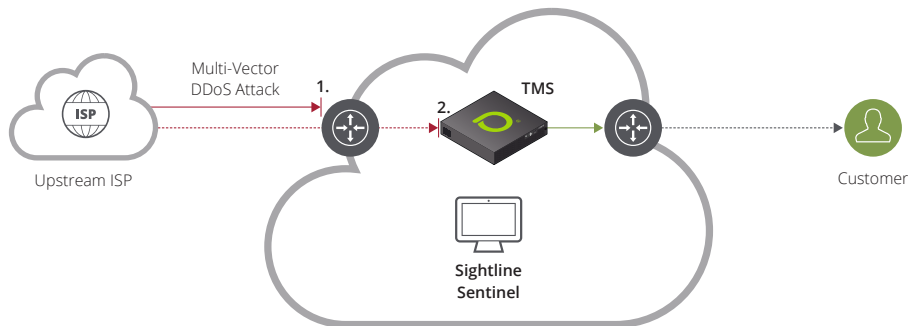 Multi-Vector
DDoS Attack
1.
2.
TMS
ISP
Upstream ISP
Customer
Sightline
Sentinel